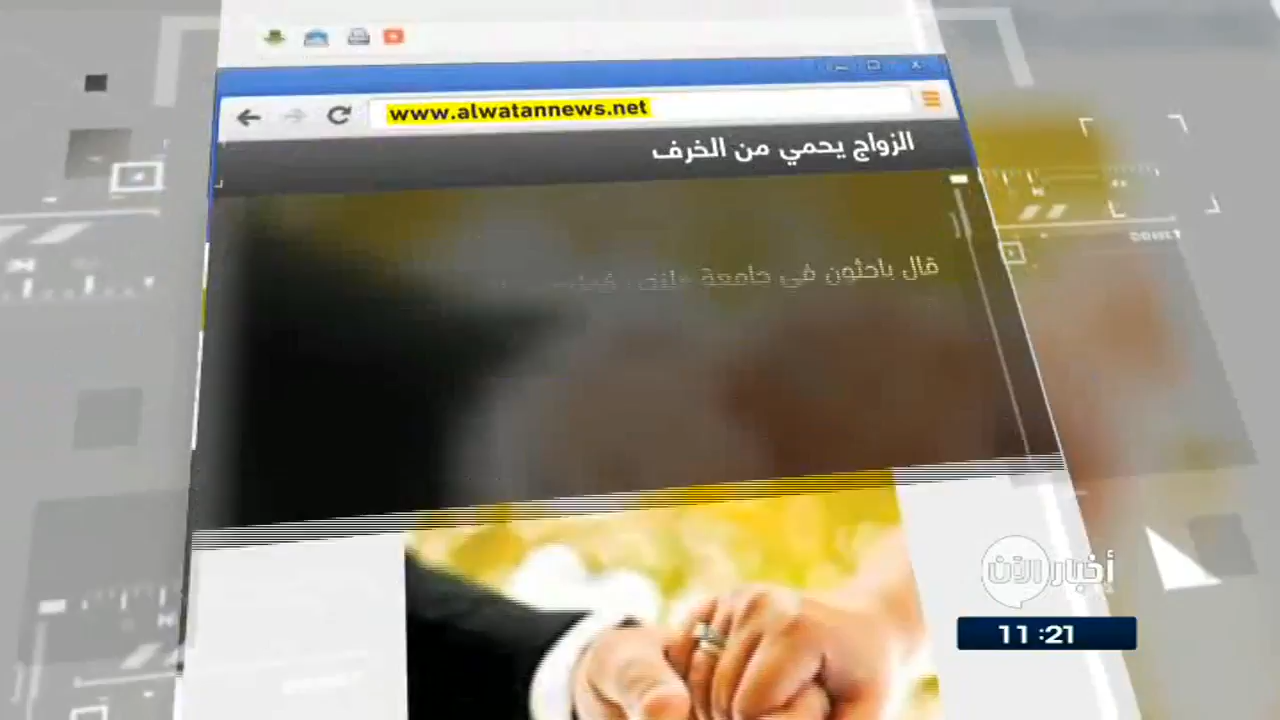 www.alwatannews.net
الزواج يحمي من الخرف
قال باحثون في جامعة
أخبار الآن
11:21